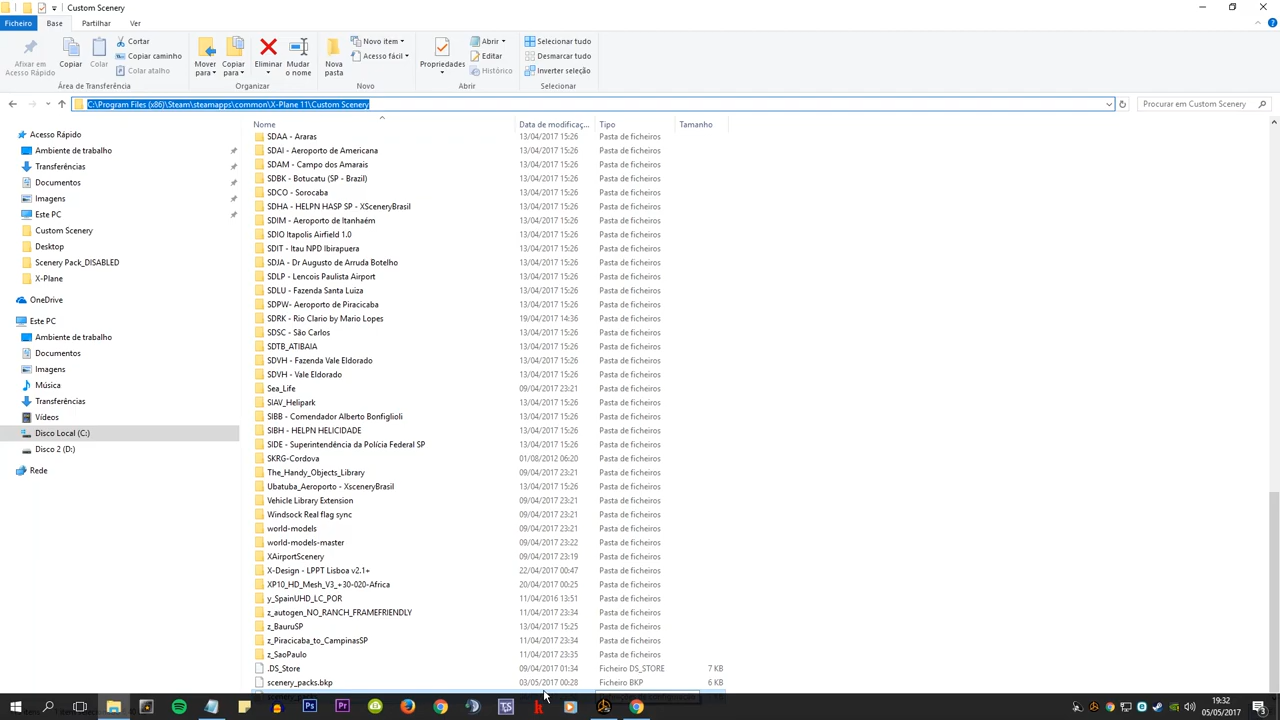 Custom Scenery
Ficheiro Base Partilhar Ver
Afixar em Acesso Rápido
Copiar
Colar
Cortar
Copiar caminho
Colar atalho
Mover para
Copiar para
Eliminar
Mudar o nome
Nova pasta
Novo item
Acesso fácil
Propriedades
Abrir
Editar
Histórico
Selecionar tudo
Desmarcar tudo
Inverter seleção
Área de Transferência Organizar Novo Abrir Selecionar
C:\Program Files (x86)\Steam\steamapps\common\X-Plane 11\Custom Scenery
Procurar em Custom Scenery
Acesso Rápido
Ambiente de trabalho
Transferências
Documentos
Imagens
Este PC
Custom Scenery
Desktop
Scenery Pack_DISABLED
X-Plane
OneDrive
Este PC
Ambiente de trabalho
Documentos
Imagens
Música
Transferências
Vídeos
Disco Local (C:)
Disco 2 (D:)
Rede
Nome Data de modificaç... Tipo Tamanho
SDAA - Araras 13/04/2017 15:26 Pasta de ficheiros
SDAI - Aeroporto de Americana 13/04/2017 15:26 Pasta de ficheiros
SDAM - Campo dos Amarais 13/04/2017 15:26 Pasta de ficheiros
SDBK - Botucatu (SP - Brazil) 13/04/2017 15:26 Pasta de ficheiros
SDCO - Sorocaba 13/04/2017 15:26 Pasta de ficheiros
SDHA - HELPN HASP SP - XSceneryBrasil 13/04/2017 15:26 Pasta de ficheiros
SDIM - Aeroporto de Itanhaém 13/04/2017 15:26 Pasta de ficheiros
SDIO Itapolis Airfield 1.0 13/04/2017 15:26 Pasta de ficheiros
SDIT - Itau NPD Ibirapuera 13/04/2017 15:26 Pasta de ficheiros
SDJA - Dr Augusto de Arruda Botelho 13/04/2017 15:26 Pasta de ficheiros
SDLP - Lencois Paulista Airport 13/04/2017 15:26 Pasta de ficheiros
SDLU - Fazenda Santa Luiza 13/04/2017 15:26 Pasta de ficheiros
SDPW- Aeroporto de Piracicaba 13/04/2017 15:26 Pasta de ficheiros
SDRK - Rio Clario by Mario Lopes 19/04/2017 14:36 Pasta de ficheiros
SDSC - São Carlos 13/04/2017 15:26 Pasta de ficheiros
SDTB_ATIBAIA 13/04/2017 15:26 Pasta de ficheiros
SDVH - Fazenda Vale Eldorado 13/04/2017 15:26 Pasta de ficheiros
SDVH - Vale Eldorado 13/04/2017 15:26 Pasta de ficheiros
Sea_Life 09/04/2017 23:21 Pasta de ficheiros
SIAV_Helipark 13/04/2017 15:26 Pasta de ficheiros
SIBB - Comendador Alberto Bonfiglioli 13/04/2017 15:26 Pasta de ficheiros
SIBH - HELPN HELICIDADE 13/04/2017 15:26 Pasta de ficheiros
SIDE - Superintendência da Polícia Federal SP 13/04/2017 15:26 Pasta de ficheiros
SKRG-Cordova 01/08/2012 06:20 Pasta de ficheiros
The_Handy_Objects_Library 09/04/2017 23:21 Pasta de ficheiros
Ubatuba_Aeroporto - XsceneryBrasil 13/04/2017 15:26 Pasta de ficheiros
Vehicle Library Extension 09/04/2017 23:21 Pasta de ficheiros
Windsock Real flag sync 09/04/2017 23:21 Pasta de ficheiros
world-models 09/04/2017 23:21 Pasta de ficheiros
world-models-master 09/04/2017 23:22 Pasta de ficheiros
XAirportScenery 09/04/2017 23:19 Pasta de ficheiros
X-Design - LPPT Lisboa v2.1+ 22/04/2017 00:47 Pasta de ficheiros
XP10_HD_Mesh_V3_+30-020-Africa 20/04/2017 00:25 Pasta de ficheiros
y_SpainUHD_LC_POR 11/04/2016 13:51 Pasta de ficheiros
z_autogen_NO_RANCH_FRAMEFRIENDLY 11/04/2017 23:34 Pasta de ficheiros
z_BauruSP 13/04/2017 15:25 Pasta de ficheiros
z_Piracicaba_to_CampinasSP 11/04/2017 23:34 Pasta de ficheiros
z_SaoPaulo 11/04/2017 23:35 Pasta de ficheiros
.DS_Store 09/04/2017 01:34 Ficheiro DS_STORE 7 KB
scenery_packs.bkp 03/05/2017 00:28 Ficheiro BKP 6 KB
19:32
05/05/2017